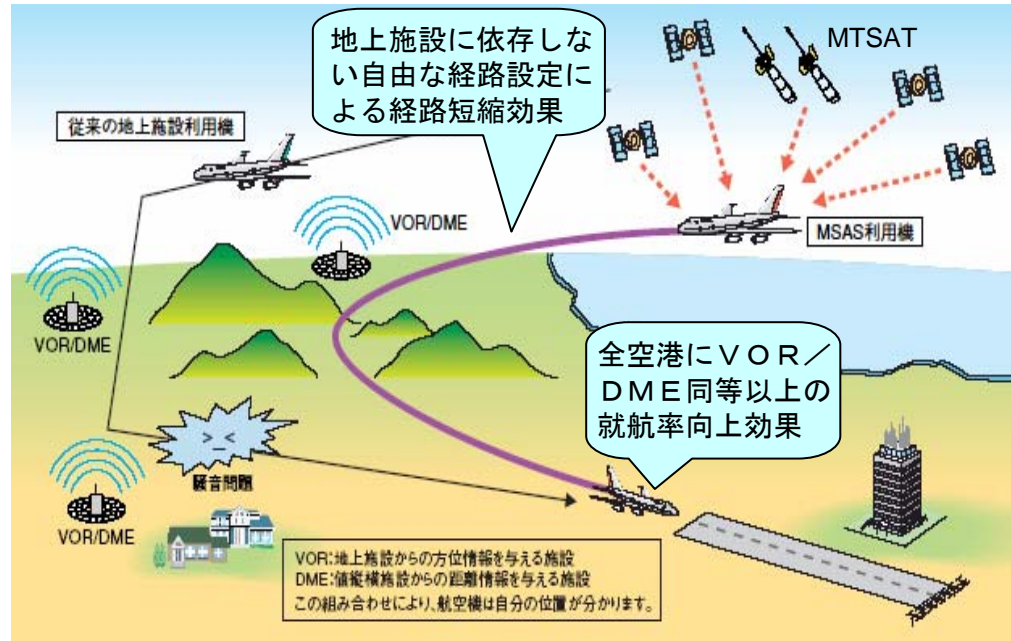 地上施設に依存しな
い自由な経路設定に
よる経路短縮効果
MTSAT
従来の地上施設利用機
VOR/DME
MSAS利用機
VOR/DME
全空港にVOR/
DME同等以上の
就航率向上効果
騒音問題
VOR/DME
VOR:地上施設からの方位情報を与える施設
DME:値縦横施設からの距離情報を与える施設
この組み合わせにより、航空機は自分の位置が分かります。